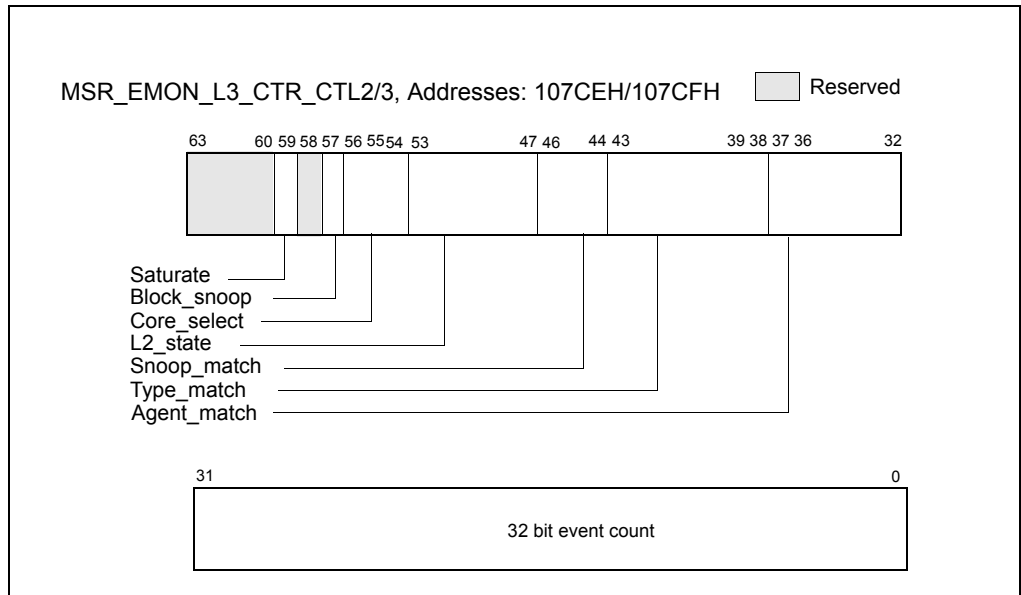 MSR_EMON_L3_CTR_CTL2/3, Addresses: 107CEH/107CFH Reserved
63 60 59 58 57 56 55 54 53 47 46 44 43 39 38 37 36 32
Saturate
Block_snoop
Core_select
L2_state
Snoop_match
Type_match
Agent_match
31 0
32 bit event count